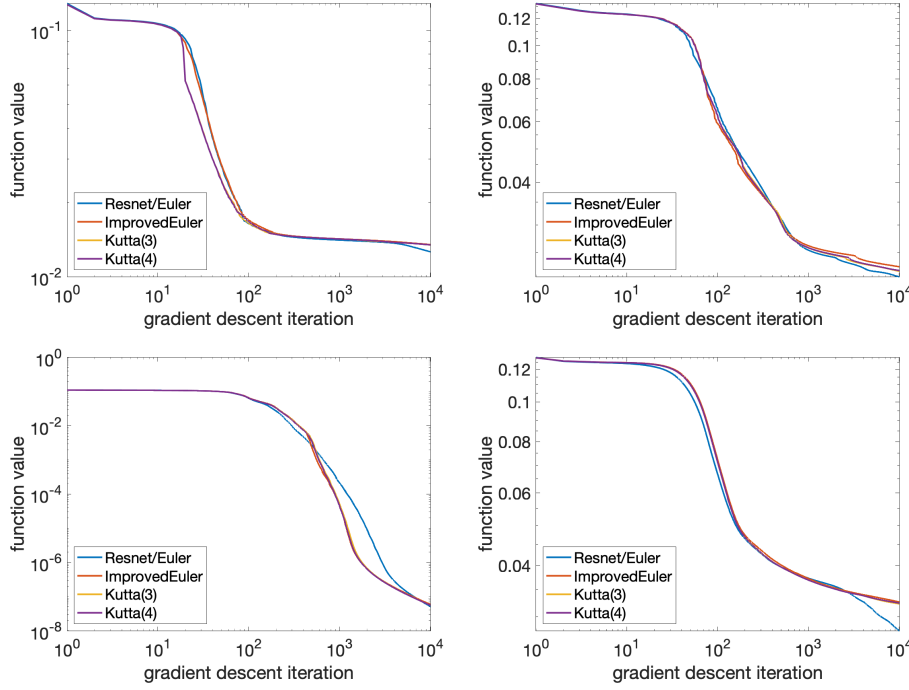 10^-1
10^-2
function value
Resnet/Euler
ImprovedEuler
Kutta(3)
Kutta(4)
10^0 10^1 10^2 10^3 10^4
gradient descent iteration
0.12
0.1
0.08
0.06
0.04
function value
Resnet/Euler
ImprovedEuler
Kutta(3)
Kutta(4)
10^0 10^1 10^2 10^3 10^4
gradient descent iteration
10^0
10^-2
10^-4
10^-6
10^-8
function value
Resnet/Euler
ImprovedEuler
Kutta(3)
Kutta(4)
10^0 10^1 10^2 10^3 10^4
gradient descent iteration
0.12
0.1
0.08
0.06
0.04
function value
Resnet/Euler
ImprovedEuler
Kutta(3)
Kutta(4)
10^0 10^1 10^2 10^3 10^4
gradient descent iteration